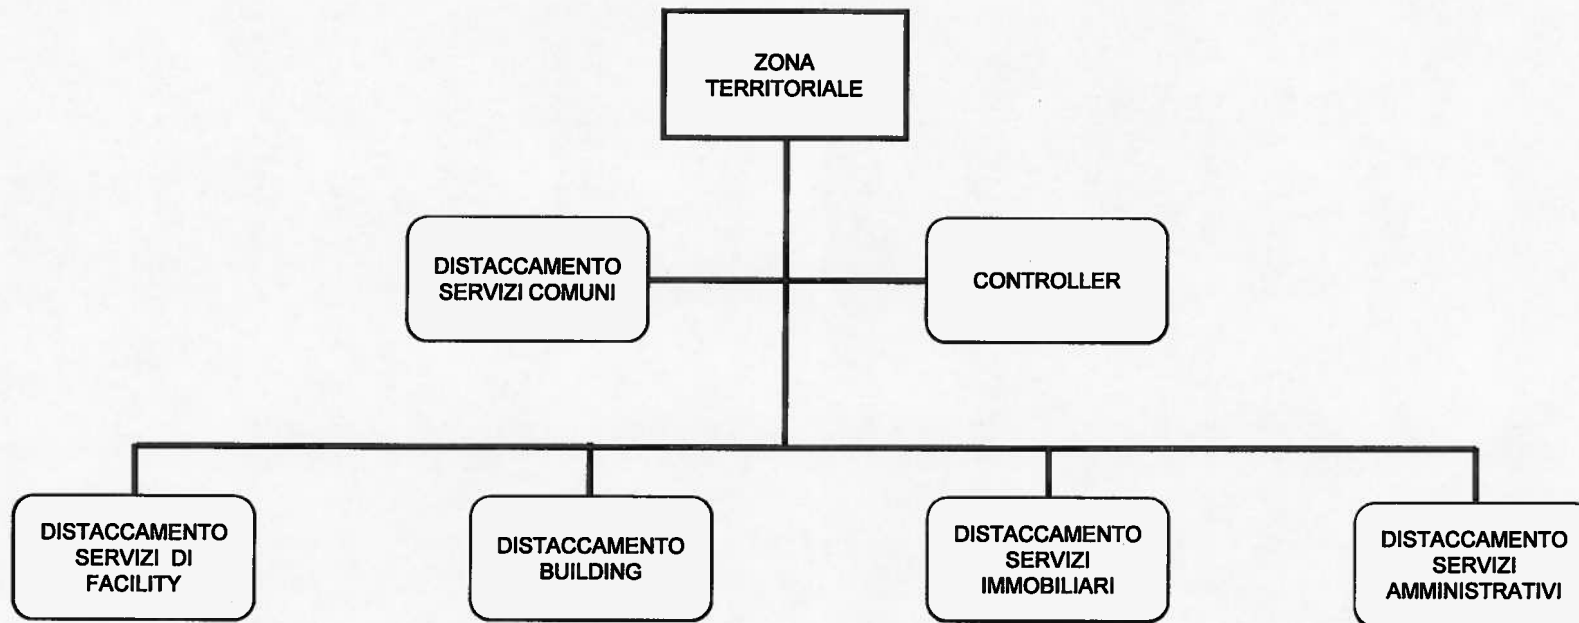 ZONA
TERRITORIALE
DISTACCAMENTO
SERVIZI COMUNI
CONTROLLER
DISTACCAMENTO
SERVIZI DI
FACILITY
DISTACCAMENTO
BUILDING
DISTACCAMENTO
SERVIZI
IMMOBILIARI
DISTACCAMENTO
SERVIZI
AMMINISTRATIVI